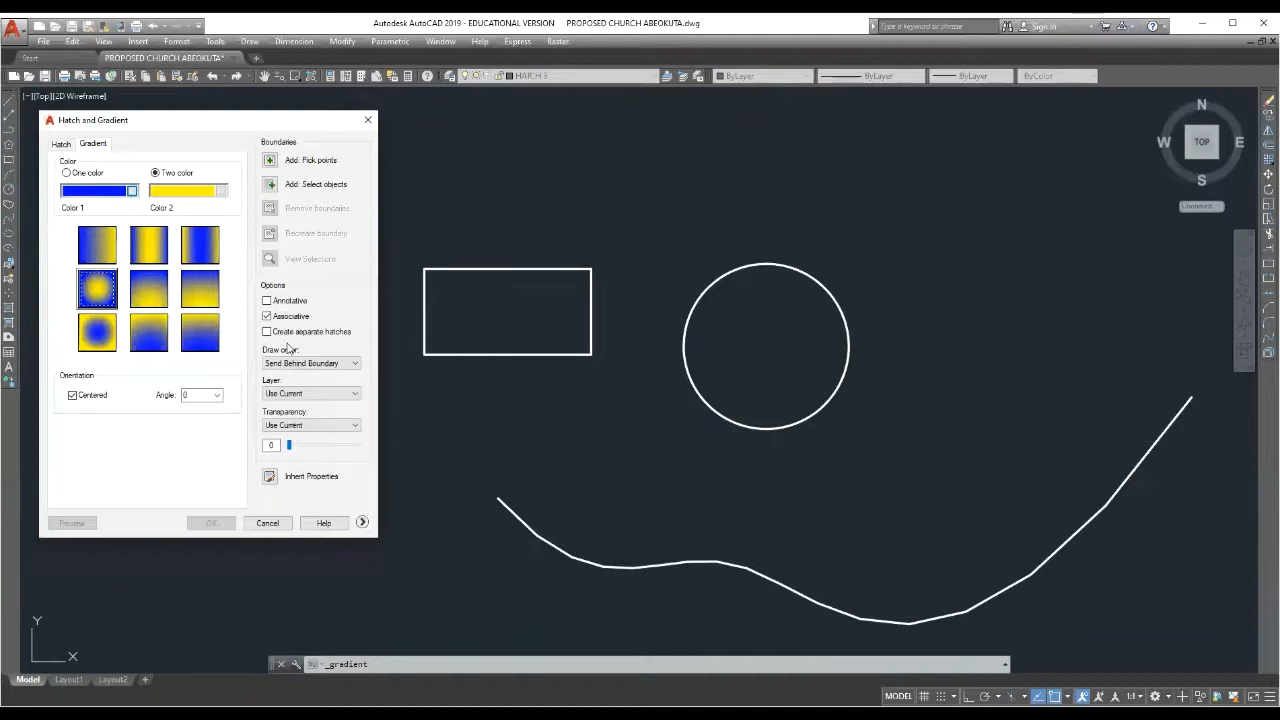 Autodesk AutoCAD 2019 - EDUCATIONAL VERSION PROPOSED CHURCH ABEOKUTA.dwg
Type a keyword or phrase
Sign In
File Edit View Insert Format Tools Draw Dimension Modify Parametric Window Help Express Raster
Start
PROPOSED CHURCH ABEOKUTA*
HATCH 3
ByLayer
ByLayer
ByLayer
ByColor
[−][Top][2D Wireframe]
N
W TOP E
S
Unnamed
Hatch and Gradient
Hatch Gradient
Color
One color Two color
Color 1 Color 2
Orientation
Centered Angle: 0
Boundaries
Add: Pick points
Add: Select objects
Remove boundaries
Recreate boundary
View Selections
Options
Annotative
Associative
Create separate hatches
Draw order:
Send Behind Boundary
Layer:
Use Current
Transparency:
Use Current
0
Inherit Properties
Preview OK Cancel Help
Y
X
_gradient
Model Layout1 Layout2 +
MODEL
1:1